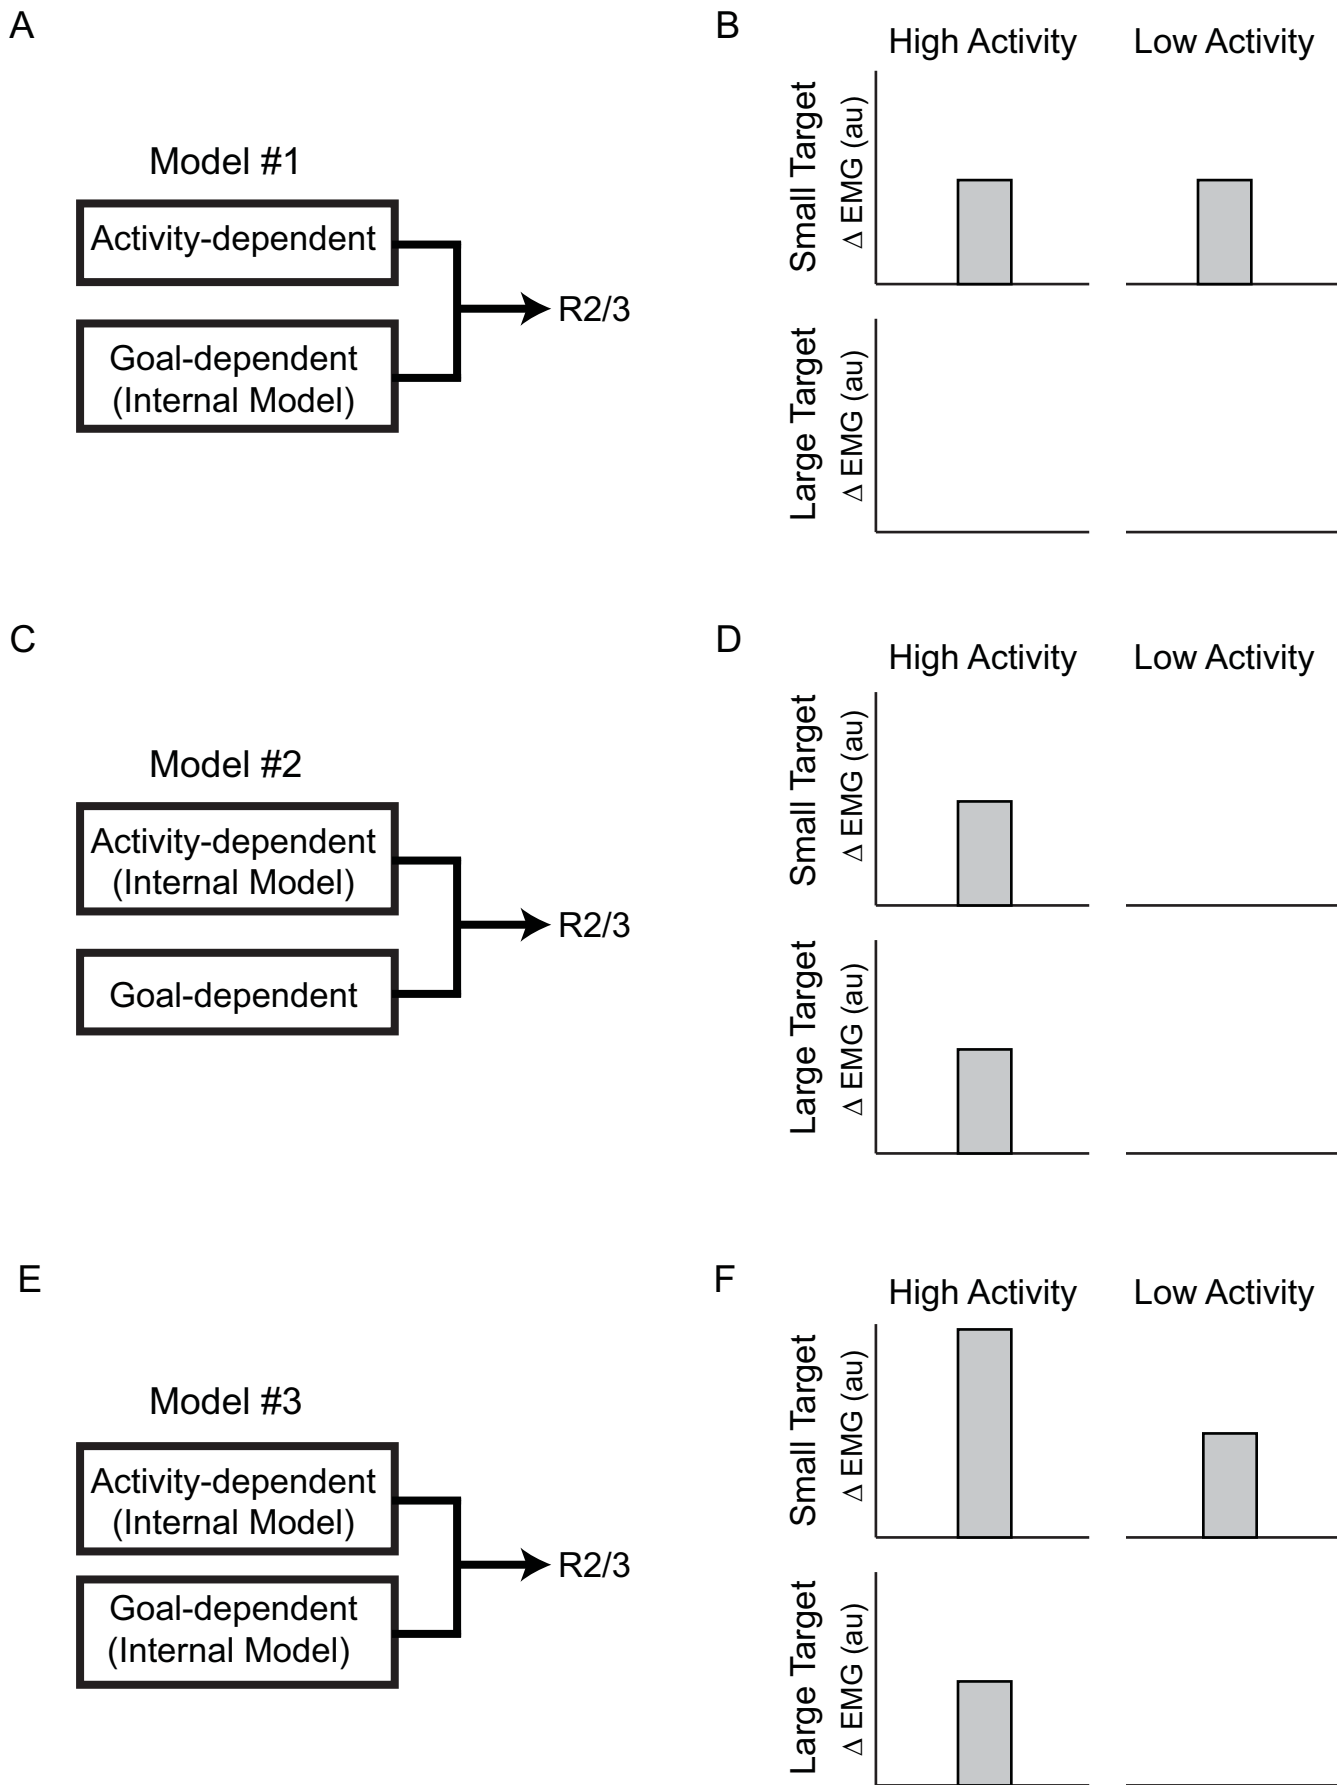 A
Model #1
Activity-dependent
Goal-dependent
(Internal Model)
R2/3
B
High Activity
Low Activity
Small Target
Δ EMG (au)
Large Target
Δ EMG (au)
C
Model #2
Activity-dependent
(Internal Model)
Goal-dependent
R2/3
D
High Activity
Low Activity
Small Target
Δ EMG (au)
Large Target
Δ EMG (au)
E
Model #3
Activity-dependent
(Internal Model)
Goal-dependent
(Internal Model)
R2/3
F
High Activity
Low Activity
Small Target
Δ EMG (au)
Large Target
Δ EMG (au)